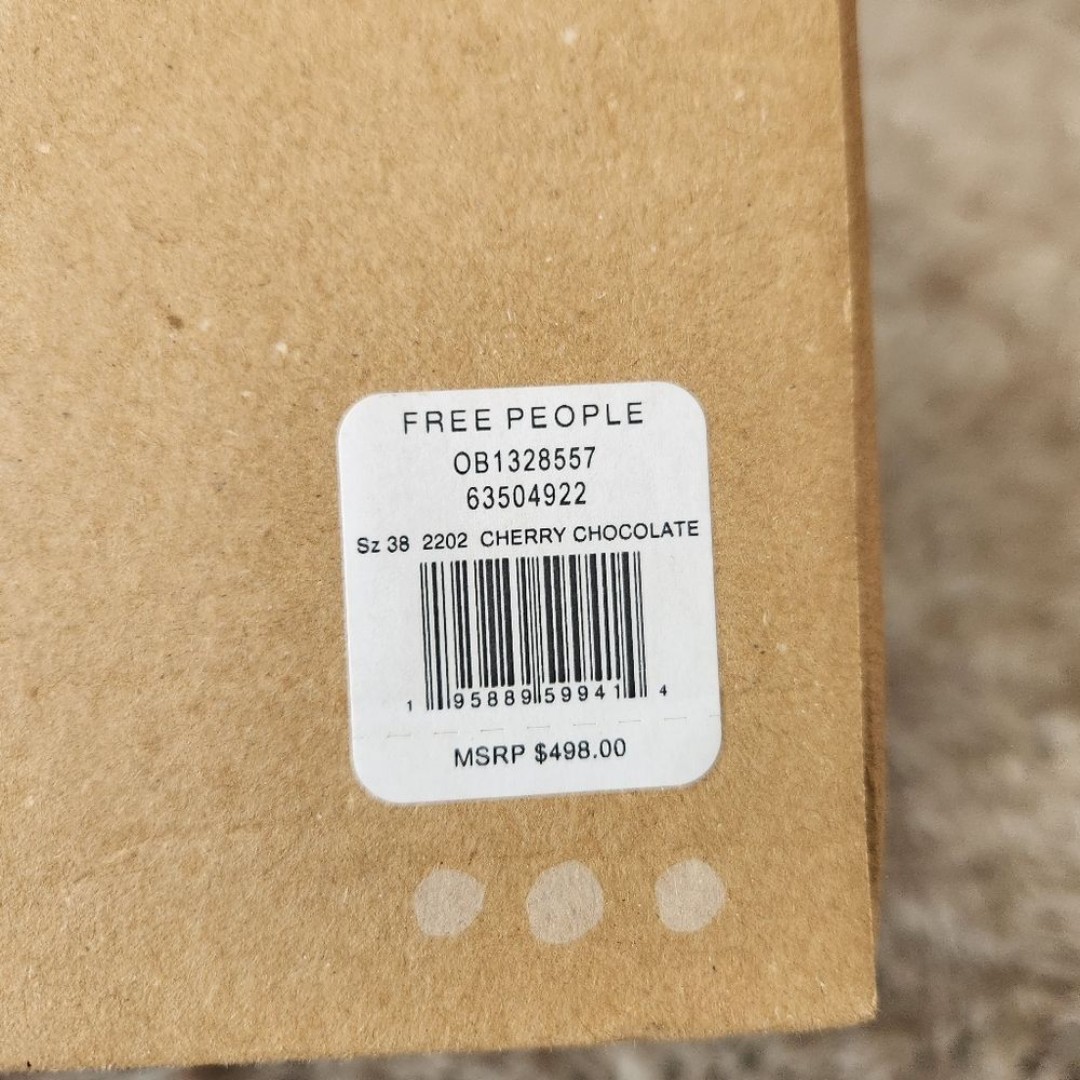 FREE PEOPLE
OB1328557
63504922
Sz 38 2202 CHERRY CHOCOLATE
1 95889 59941 4
MSRP $498.00